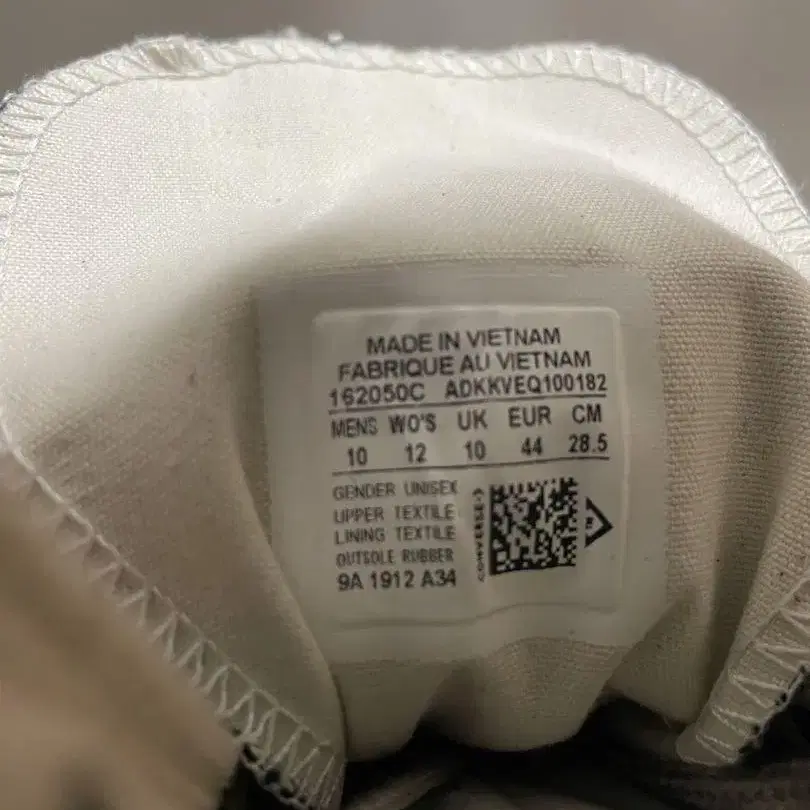 MADE IN VIETNAM
FABRIQUE AU VIETNAM
162050C ADKKVEQ100182
MENS WO'S UK EUR CM
10 12 10 44 28.5
GENDER UNISEX
UPPER TEXTILE
LINING TEXTILE
OUTSOLE RUBBER
9A 1912 A34